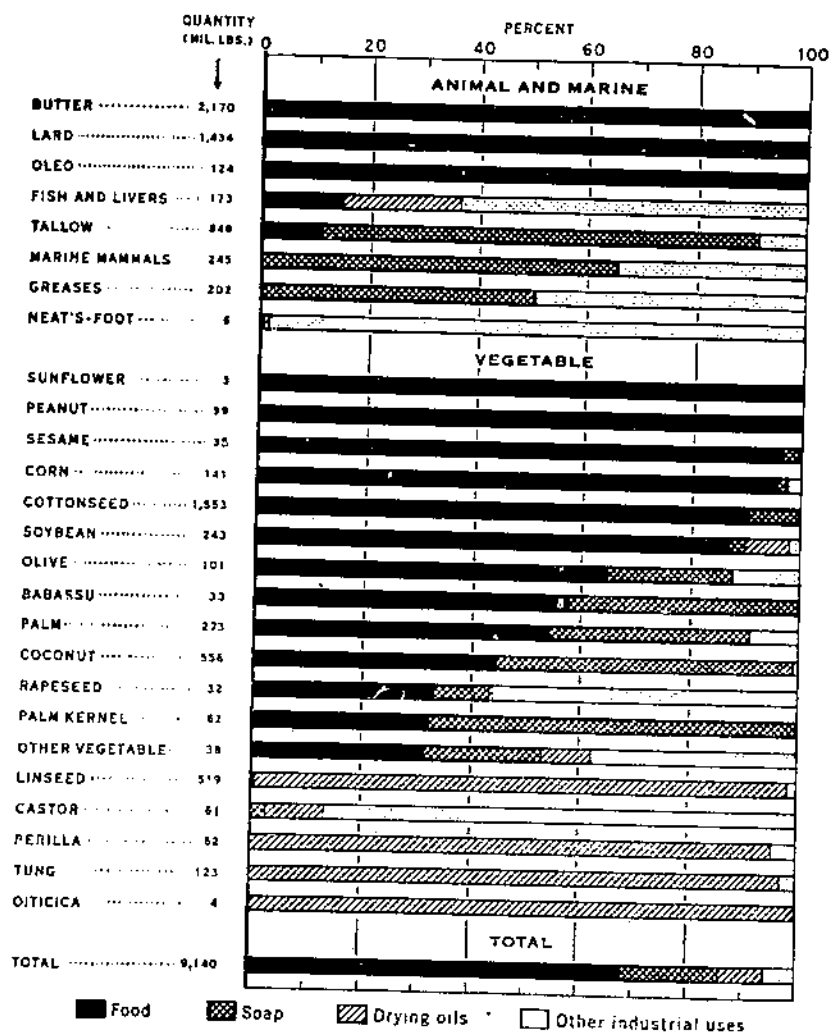 QUANTITY
(MIL. LBS.)
PERCENT
0 20 40 60 80 100
ANIMAL AND MARINE
BUTTER 2,170
LARD 1,434
OLEO 124
FISH AND LIVERS 173
TALLOW
MARINE MAMMALS 245
GREASES 202
NEAT'S-FOOT 6
VEGETABLE
SUNFLOWER 3
PEANUT 99
SESAME 35
CORN 141
COTTONSEED 1,553
SOYBEAN 243
OLIVE 101
BABASSU 33
PALM 273
COCONUT 556
RAPESEED 32
PALM KERNEL 62
OTHER VEGETABLE 38
LINSEED 519
CASTOR 61
PERILLA 52
TUNG 123
OITICICA 4
TOTAL
TOTAL 9,140
Food Soap Drying oils Other industrial uses